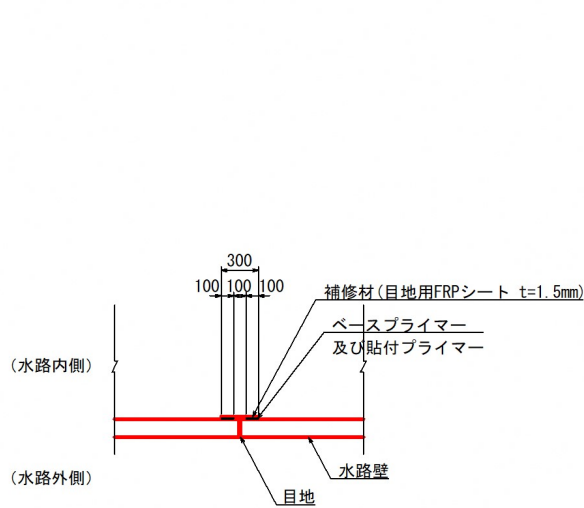 300
100 100 100
補修材(目地用FRPシート t=1.5mm)
ベースプライマー
及び貼付プライマー
(水路内側)
水路壁
(水路外側)
目地